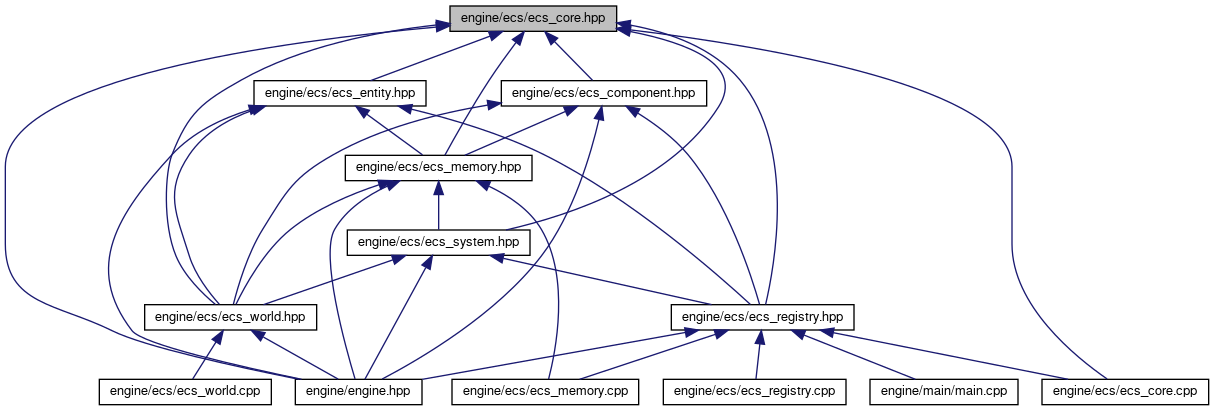 engine/ecs/ecs_core.hpp
engine/ecs/ecs_entity.hpp
engine/ecs/ecs_component.hpp
engine/ecs/ecs_memory.hpp
engine/ecs/ecs_system.hpp
engine/ecs/ecs_world.hpp
engine/ecs/ecs_registry.hpp
engine/ecs/ecs_world.cpp
engine/engine.hpp
engine/ecs/ecs_memory.cpp
engine/ecs/ecs_registry.cpp
engine/main/main.cpp
engine/ecs/ecs_core.cpp